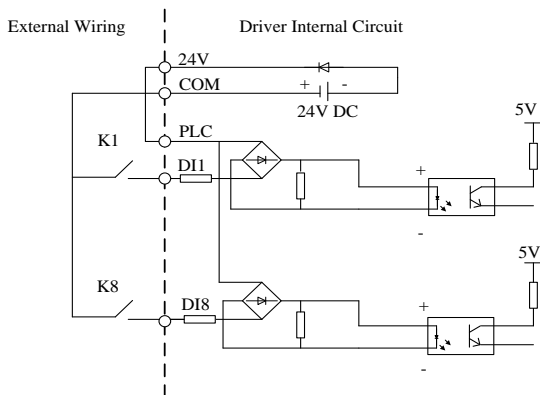 External Wiring
Driver Internal Circuit
24V
COM
+ -
24V DC
PLC
5V
K1
DI1
+
-
5V
K8
DI8
+
-